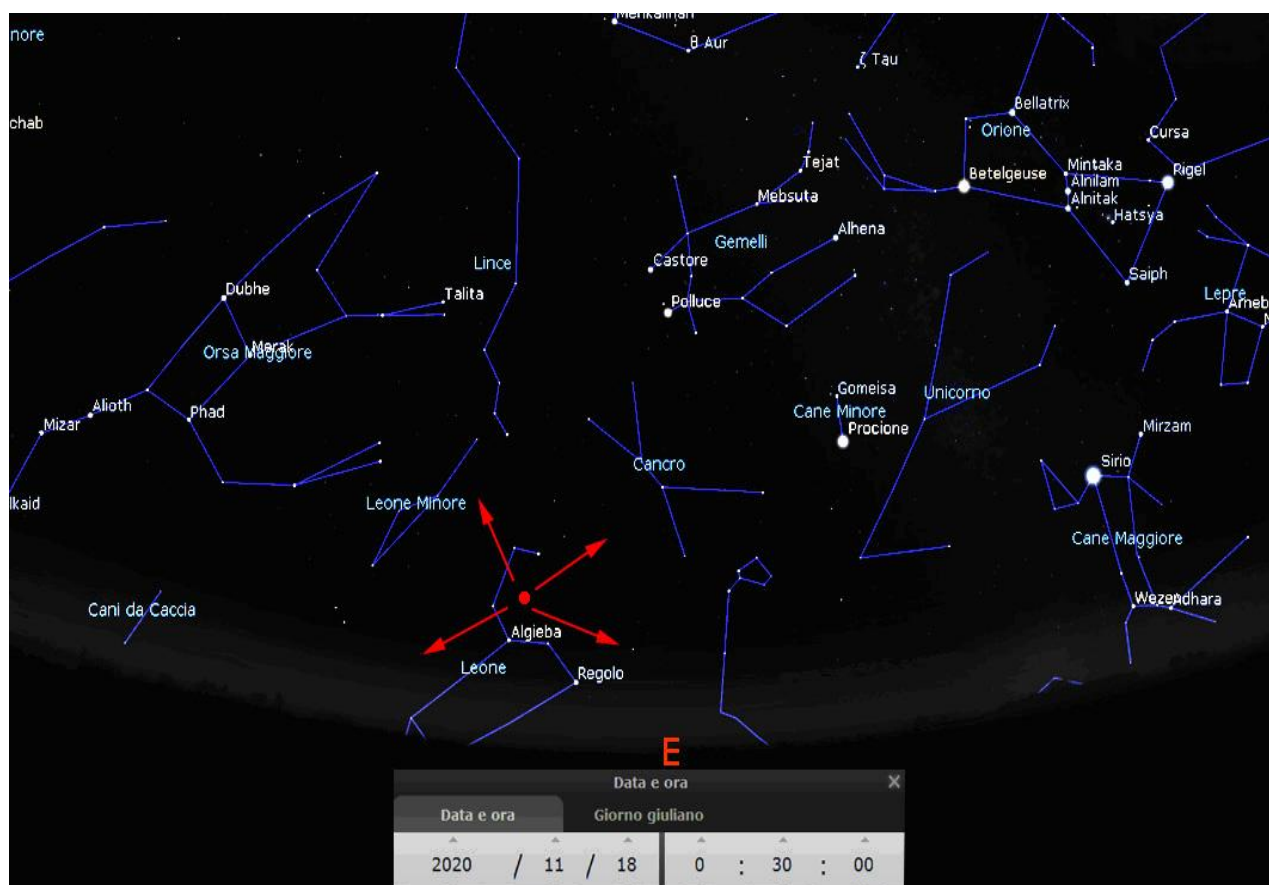 Menkalinan
nore
β Aur
ζ Tau
Bellatrix
chab
Orione
Cursa
Tejat
Mintaka
Rigel
Betelgeuse
Alnilam
Mebsuta
Alnitak
Hatsya
Alhena
Gemelli
Castore
Lince
Saiph
Dubhe
Talita
Polluce
Lepre
Arneb
Merak
Orsa Maggiore
Gomeisa
Unicorno
Alioth
Phad
Cane Minore
Mizar
Procione
Mirzam
Cancro
Sirio
lkaid
Leone Minore
Cane Maggiore
Wezen
Adhara
Cani da Caccia
Algieba
Leone
Regolo
E
Data e ora
Data e ora Giorno giuliano
2020 / 11 / 18 0 : 30 : 00